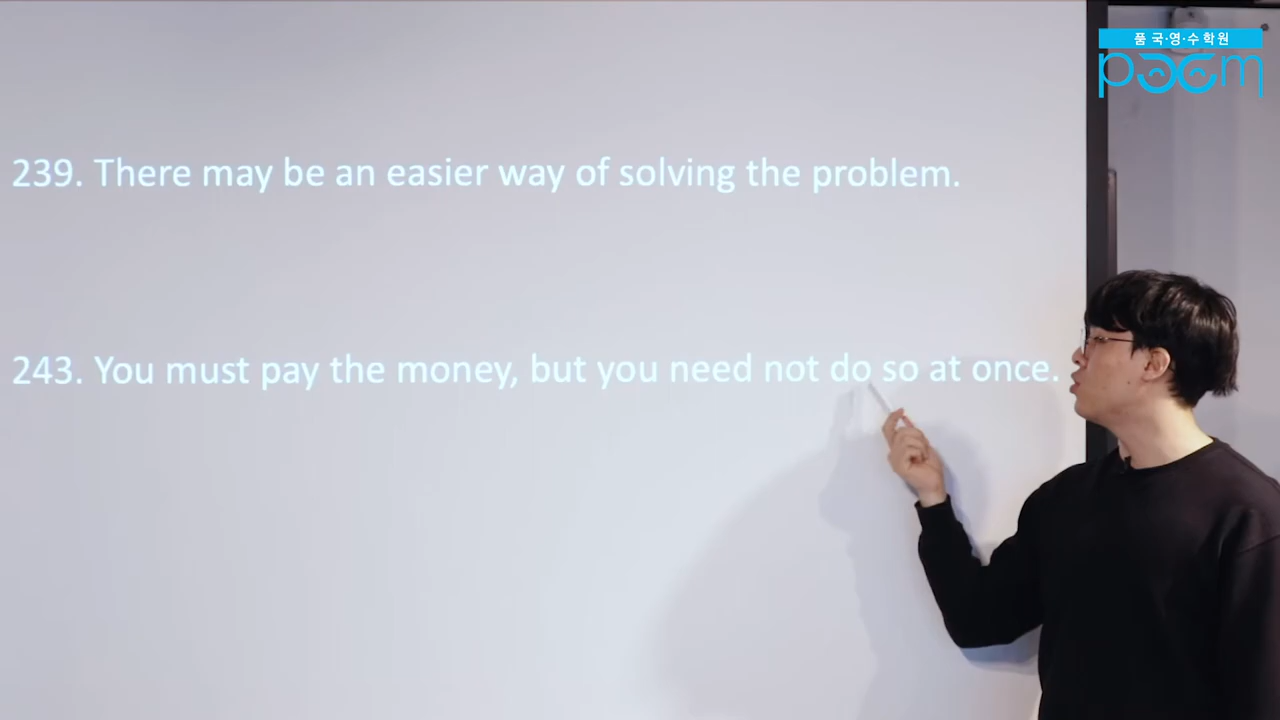 품 국·영·수 학원
poem
239. There may be an easier way of solving the problem.
243. You must pay the money, but you need not do so at once.